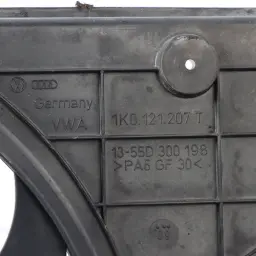 Germany
VWA
1K0.121.207 T
13-55D 300 198
>PA6 GF 30<